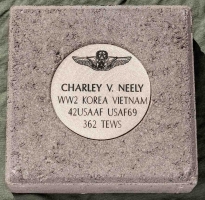 CHARLEY V. NEELY
WW2 KOREA VIETNAM
42USAAF USAF69
362 TEWS